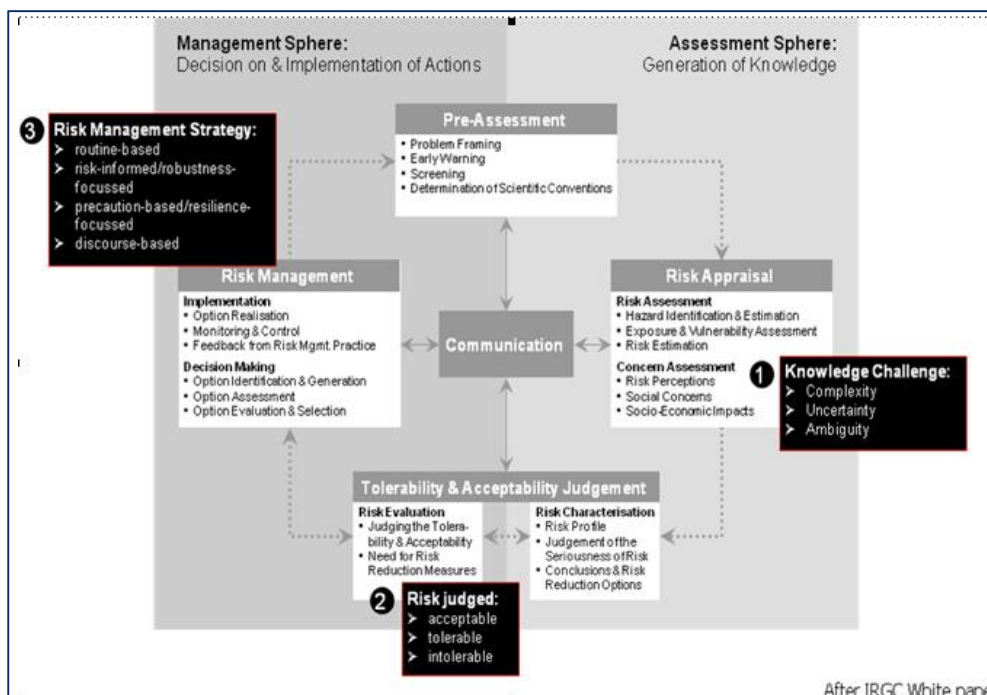 Management Sphere:
Decision on & Implementation of Actions
Assessment Sphere:
Generation of Knowledge
Pre-Assessment
• Problem Framing
• Early Warning
• Screening
• Determination of Scientific Conventions
3 Risk Management Strategy:
➤ routine-based
➤ risk-informed/robustness-
focussed
➤ precaution-based/resilience-
focussed
➤ discourse-based
Risk Management
Implementation
• Option Realisation
• Monitoring & Control
• Feedback from Risk Mgmt. Practice
Decision Making
• Option Identification & Generation
• Option Assessment
• Option Evaluation & Selection
Communication
Risk Appraisal
Risk Assessment
• Hazard Identification & Estimation
• Exposure & Vulnerability Assessment
• Risk Estimation
Concern Assessment
• Risk Perceptions
• Social Concerns
• Socio-Economic Impacts
1 Knowledge Challenge:
➤ Complexity
➤ Uncertainty
➤ Ambiguity
Tolerability & Acceptability Judgement
Risk Evaluation
• Judging the Tolera-
bility & Acceptability
• Need for Risk
Reduction Measures
Risk Characterisation
• Risk Profile
• Judgement of the
Seriousness of Risk
• Conclusions & Risk
Reduction Options
2 Risk judged:
➤ acceptable
➤ tolerable
➤ intolerable
After IRGC White pape